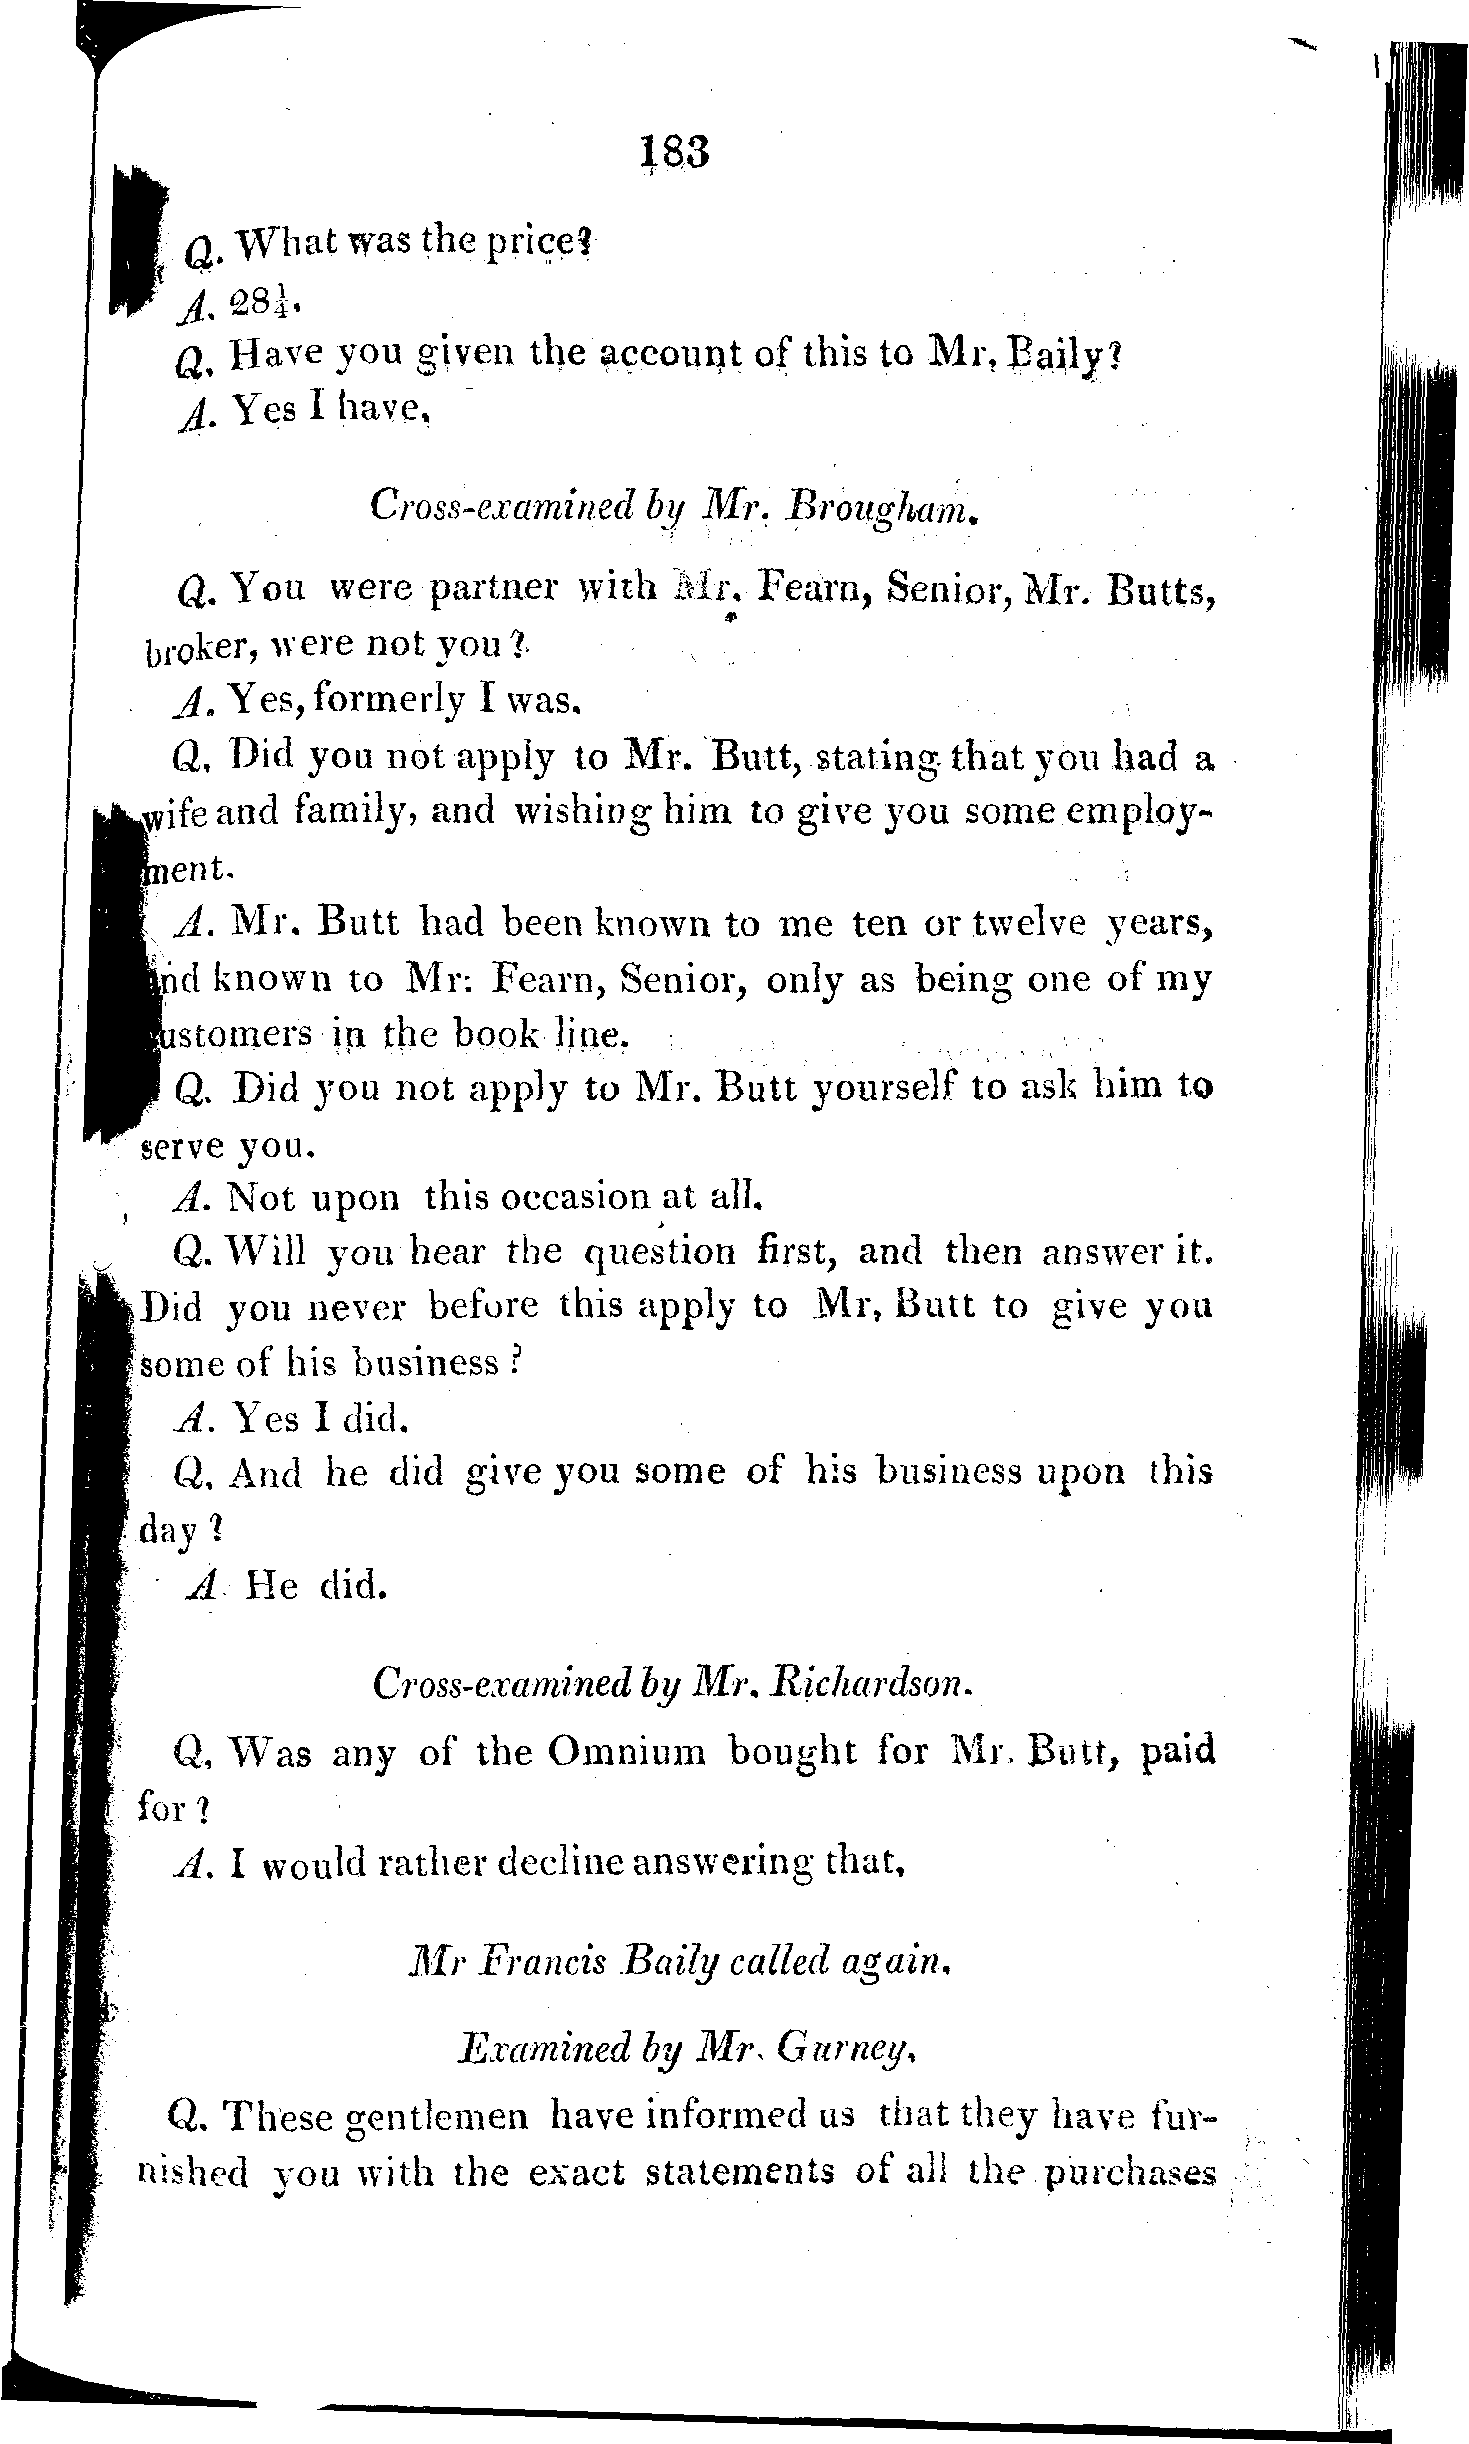 183
Q. What was the price?
A. 28¼.
Q. Have you given the account of this to Mr. Baily?
A. Yes I have.
Cross-examined by Mr. Brougham.
Q. You were partner with Mr. Fearn, Senior, Mr. Butts,
broker, were not you?
A. Yes, formerly I was.
Q. Did you not apply to Mr. Butt, stating that you had a
wife and family, and wishing him to give you some employ-
ment.
A. Mr. Butt had been known to me ten or twelve years,
and known to Mr: Fearn, Senior, only as being one of my
customers in the book line.
Q. Did you not apply to Mr. Butt yourself to ask him to
serve you.
A. Not upon this occasion at all.
Q. Will you hear the question first, and then answer it.
Did you never before this apply to Mr. Butt to give you
some of his business?
A. Yes I did.
Q. And he did give you some of his business upon this
day?
A He did.
Cross-examined by Mr. Richardson.
Q. Was any of the Omnium bought for Mr. Butt, paid
for?
A. I would rather decline answering that.
Mr Francis Baily called again.
Examined by Mr. Gurney.
Q. These gentlemen have informed us that they have fur-
nished you with the exact statements of all the purchases